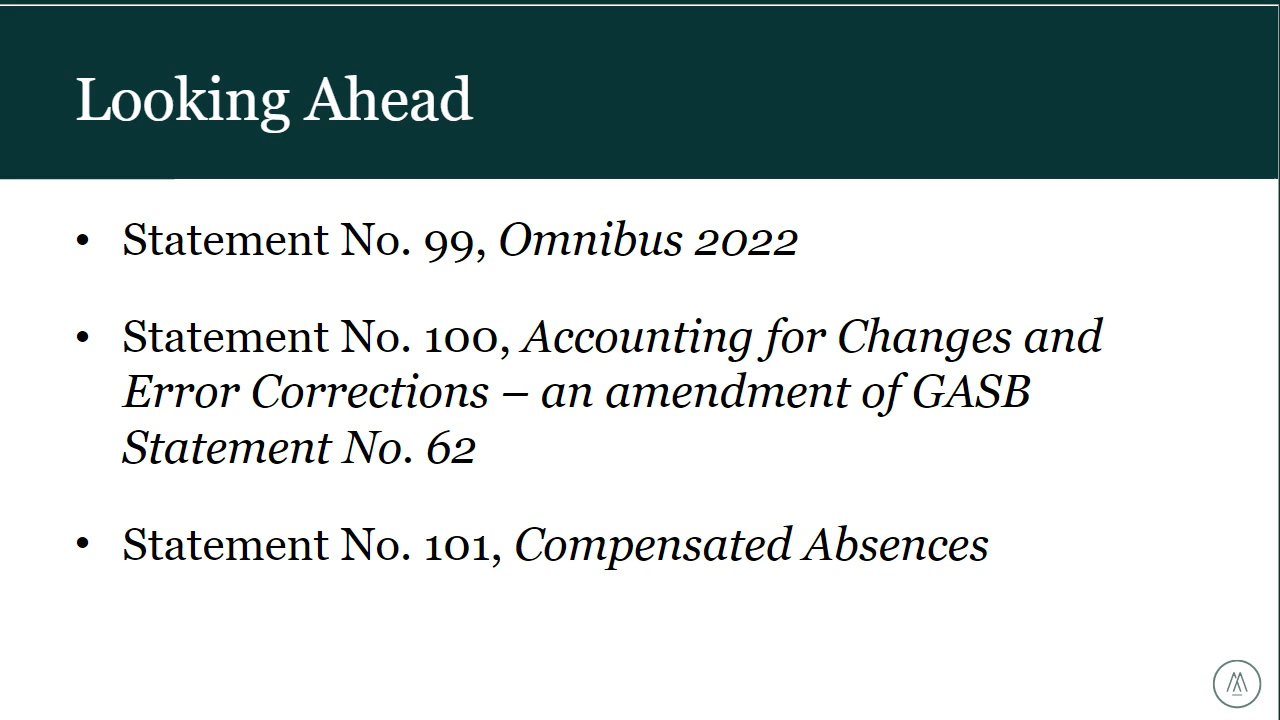 Looking Ahead
• Statement No. 99, Omnibus 2022
• Statement No. 100, Accounting for Changes and
Error Corrections – an amendment of GASB
Statement No. 62
• Statement No. 101, Compensated Absences